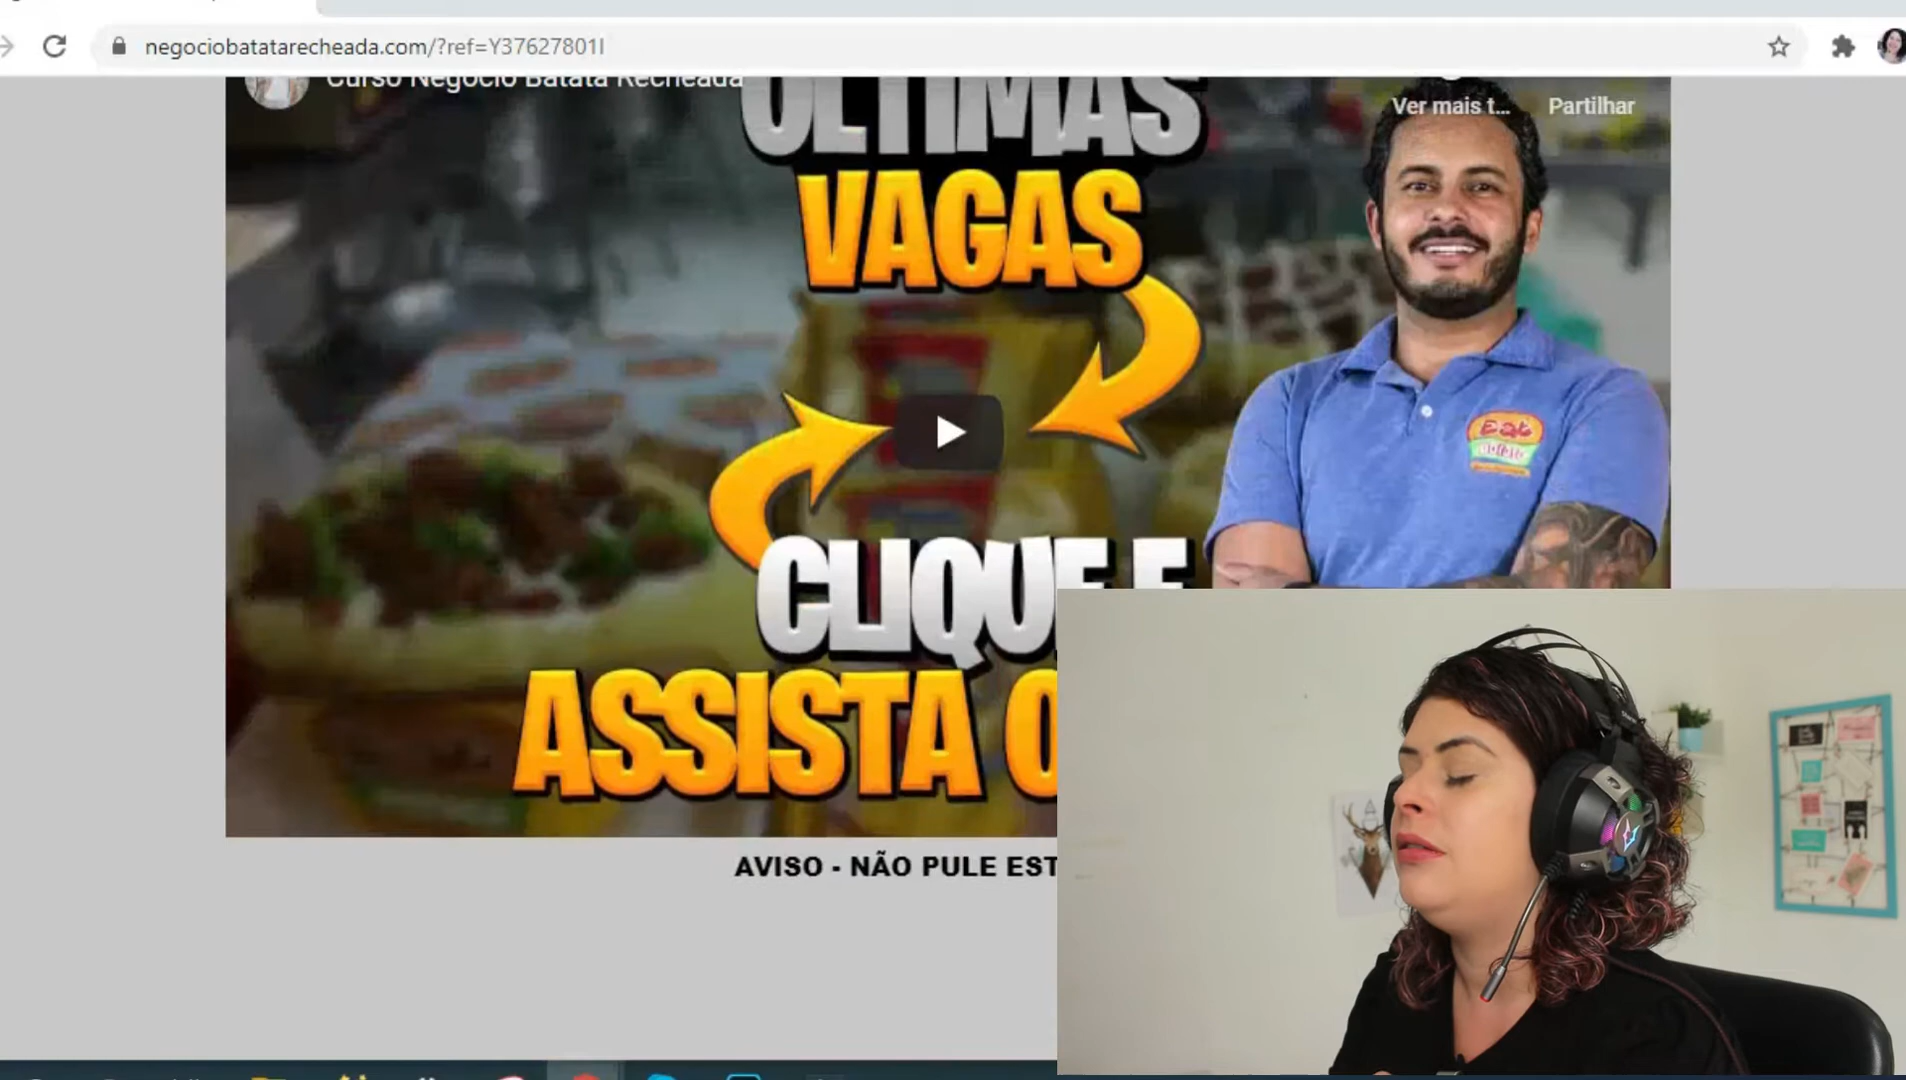 negociobatatarecheada.com/?ref=Y37627801I
Curso Negócio Batata Recheada
Ver mais t...
Partilhar
ÚLTIMAS
VAGAS
CLIQUE E
ASSISTA O
AVISO - NÃO PULE EST
Eat